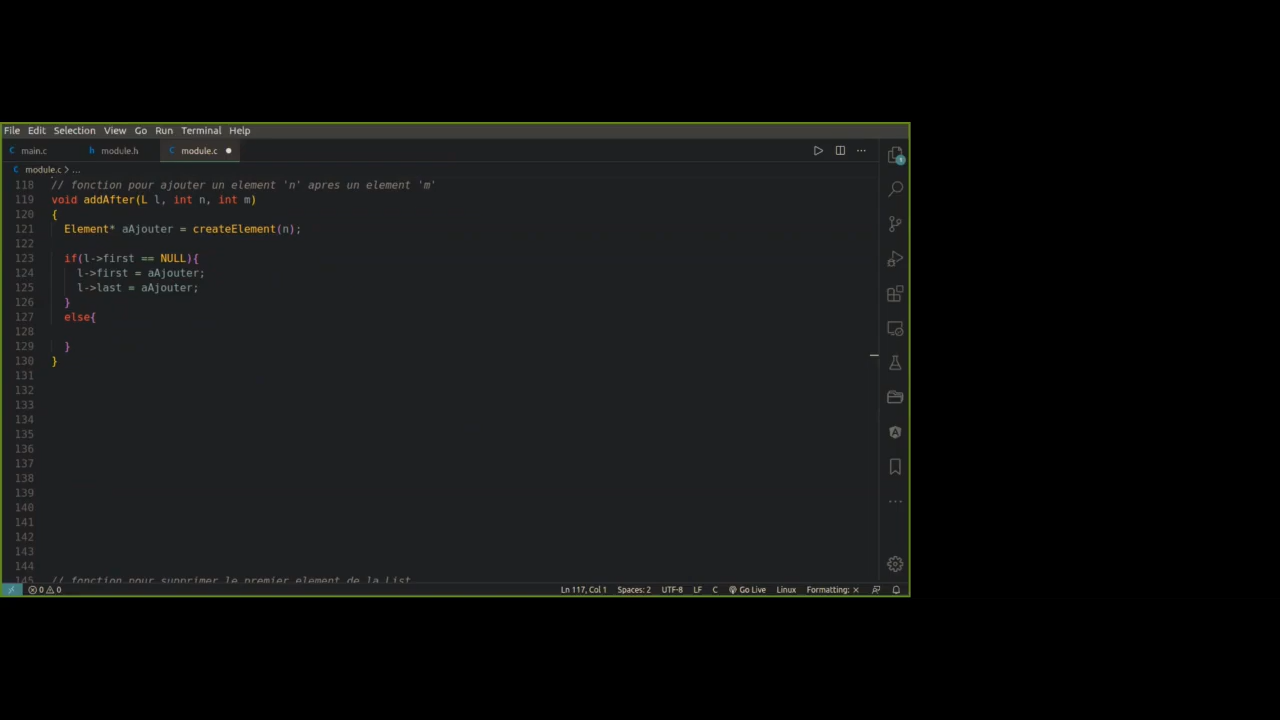 File Edit Selection View Go Run Terminal Help
C main.c h module.h C module.c
C module.c > ...
118 // fonction pour ajouter un element 'n' apres un element 'm'
119 void addAfter(L l, int n, int m)
120 {
121 Element* aAjouter = createElement(n);
122
123 if(l->first == NULL){
124 l->first = aAjouter;
125 l->last = aAjouter;
126 }
127 else{
128
129 }
130 }
131
132
133
134
135
136
137
138
139
140
141
142
143
144
145 // fonction pour supprimer le premier element de la List
0 0 Ln 117, Col 1 Spaces: 2 UTF-8 LF C Go Live Linux Formatting: ×